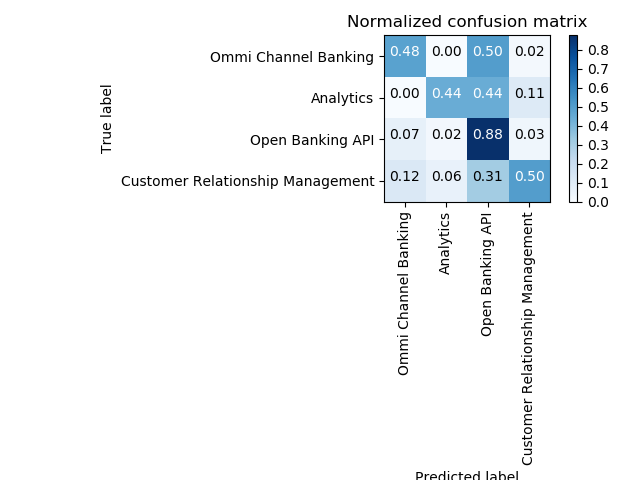 Normalized confusion matrix
True label
Ommi Channel Banking 0.48 0.00 0.50 0.02
Analytics 0.00 0.44 0.44 0.11
Open Banking API 0.07 0.02 0.88 0.03
Customer Relationship Management 0.12 0.06 0.31 0.50
0.8
0.7
0.6
0.5
0.4
0.3
0.2
0.1
0.0
Ommi Channel Banking
Analytics
Open Banking API
Customer Relationship Management
Predicted label